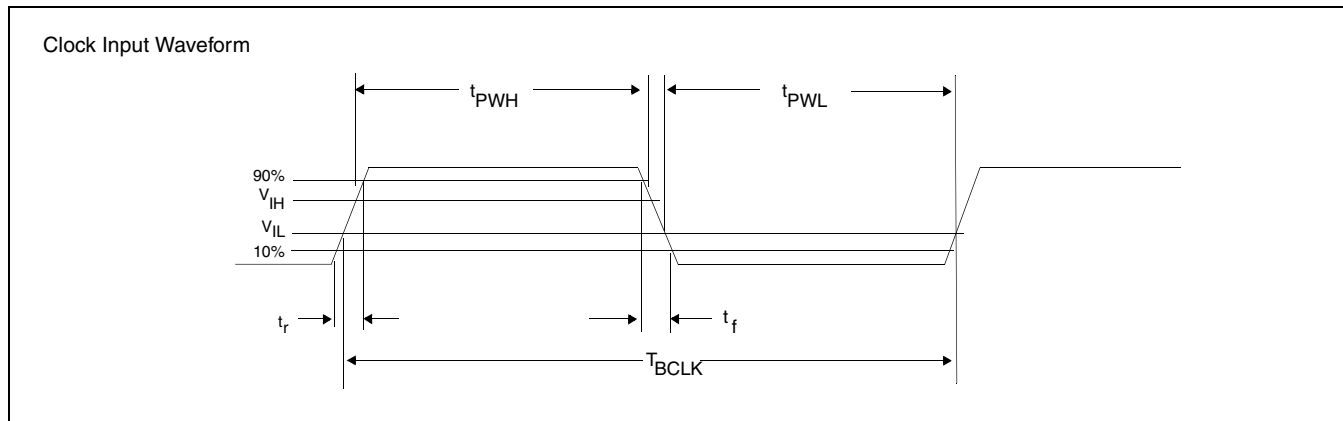 Clock Input Waveform
tPWH
tPWL
90%
VIH
VIL
10%
tr
tf
TBCLK